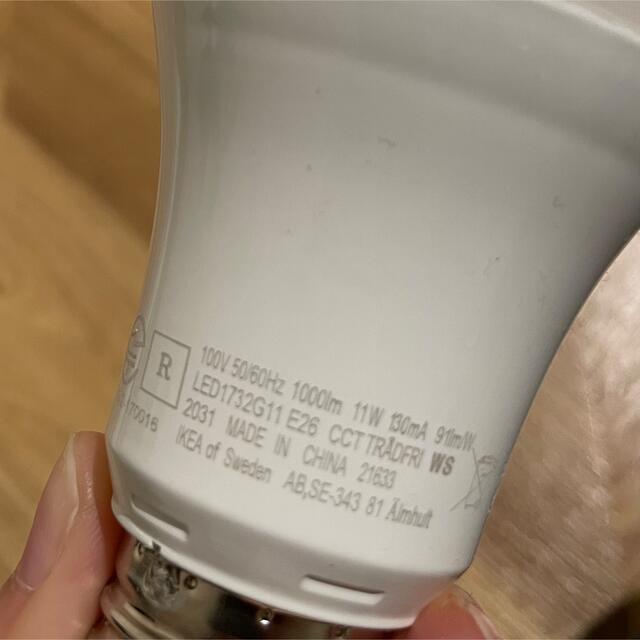 R
100V 50/60Hz 1000lm 11W 130mA 91lm/W
LED1732G11 E26 CCT TRÅDFRI WS
2031 MADE IN CHINA 21633
IKEA of Sweden AB,SE-343 81 Älmhult